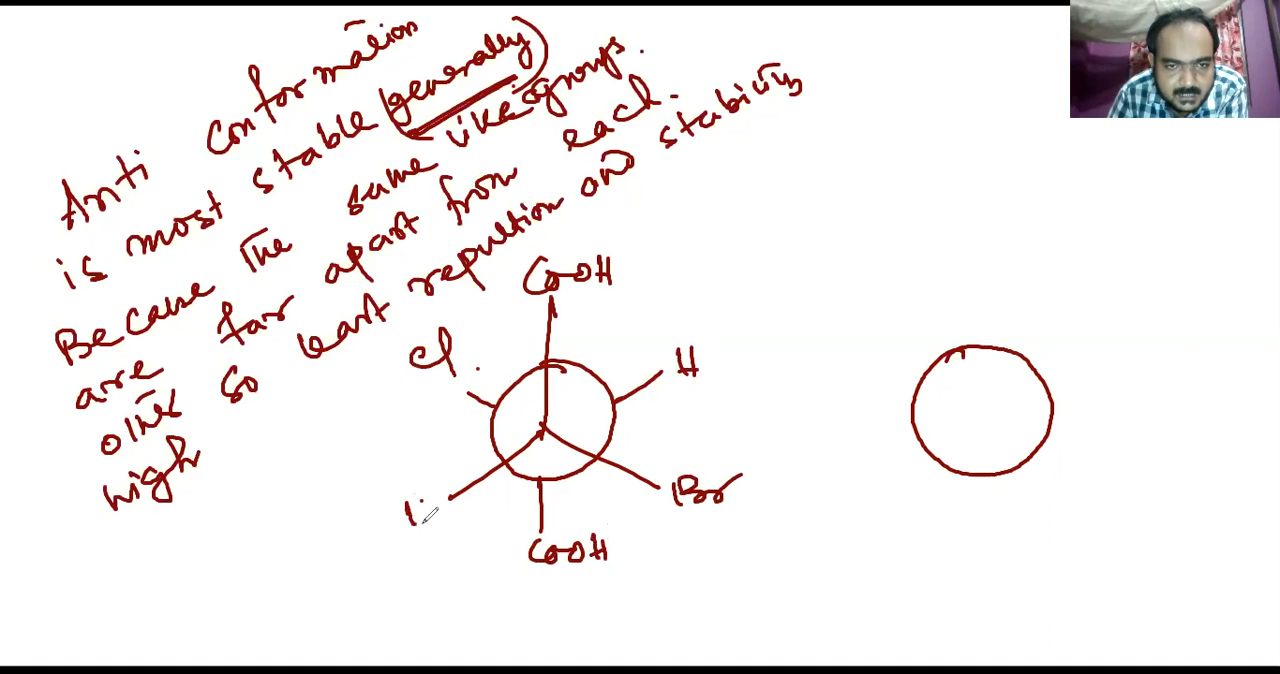 Anti Conformation
is most stable (generally)
Because the same like groups.
are far apart from each.
other so least repulsion and stability
high
COOH
Cl
H
Br
COOH